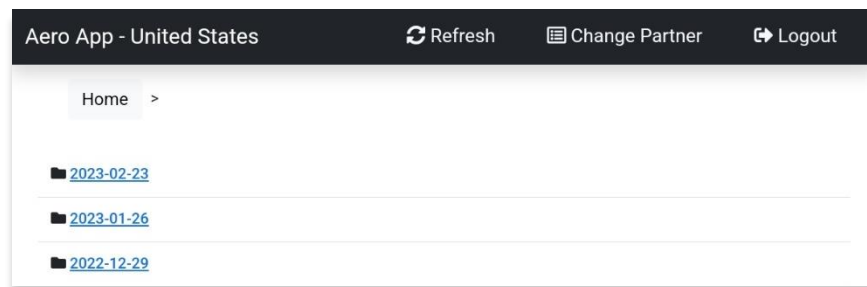 Aero App - United States Refresh Change Partner Logout
Home >
2023-02-23
2023-01-26
2022-12-29